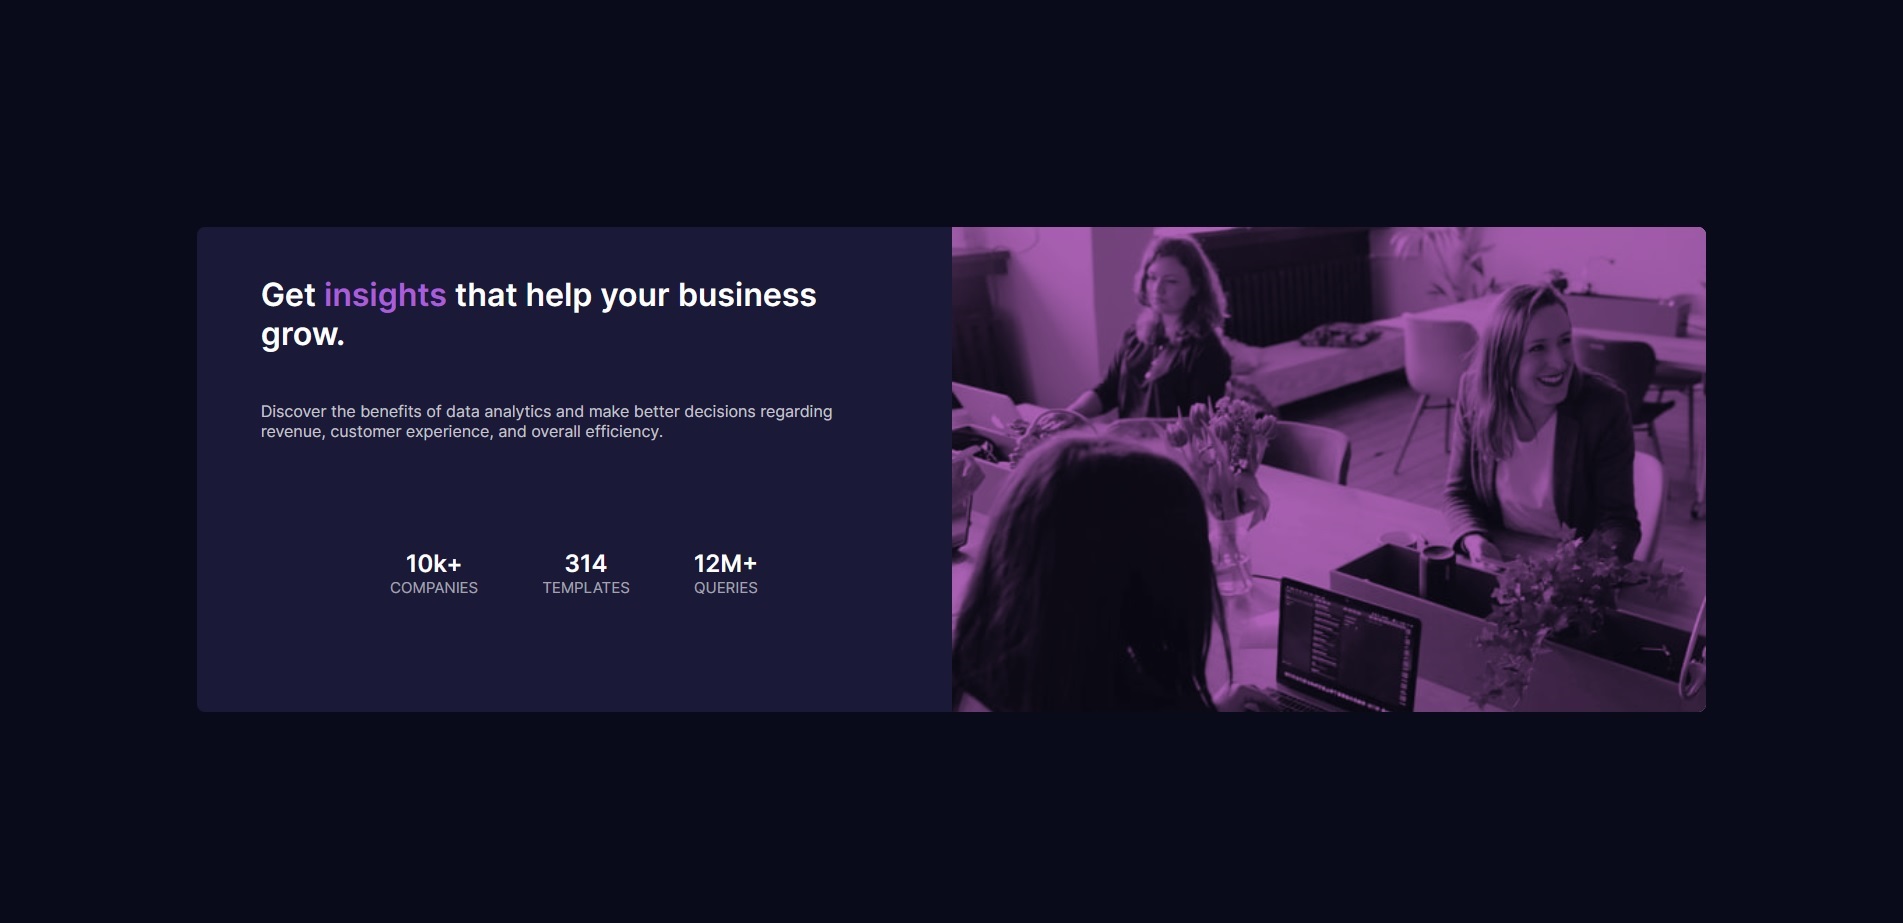 Get insights that help your business
grow.
Discover the benefits of data analytics and make better decisions regarding
revenue, customer experience, and overall efficiency.
10k+ 314 12M+
COMPANIES TEMPLATES QUERIES